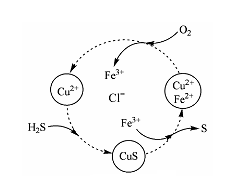 O₂
Fe³⁺
Cu²⁺
Cl⁻
Cu²⁺
Fe²⁺
H₂S
Fe³⁺
S
CuS